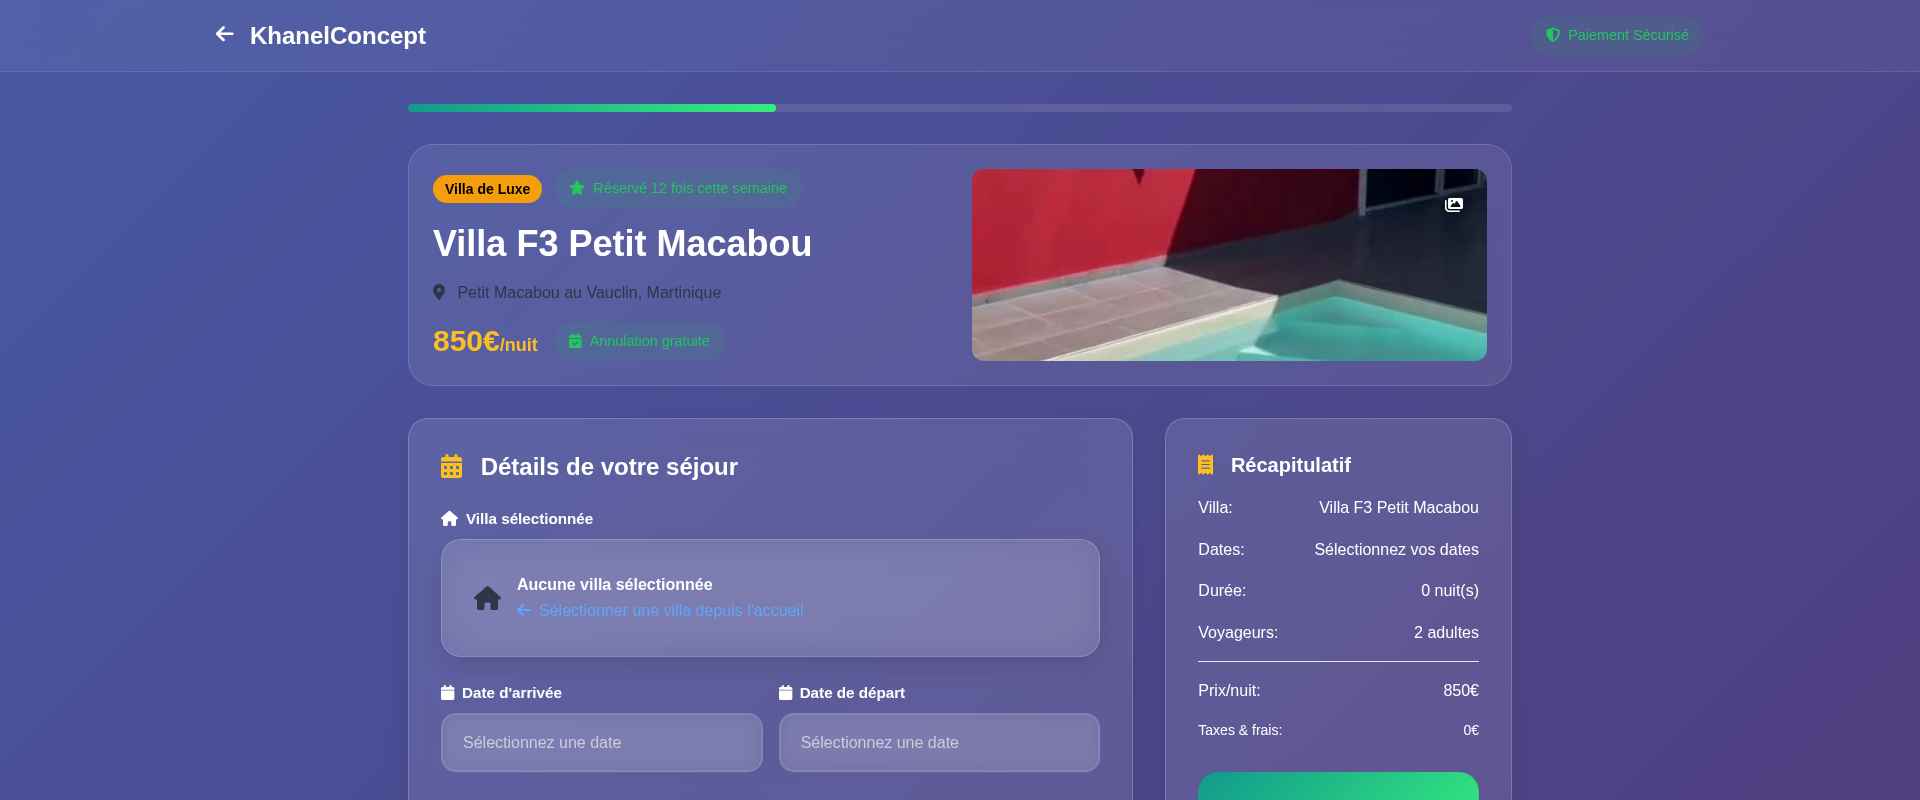 KhanelConcept
Paiement Sécurisé
Villa de Luxe
Réservé 12 fois cette semaine
Villa F3 Petit Macabou
Petit Macabou au Vauclin, Martinique
850€/nuit
Annulation gratuite
Détails de votre séjour
Villa sélectionnée
Aucune villa sélectionnée
Sélectionner une villa depuis l'accueil
Date d'arrivée
Date de départ
Sélectionnez une date
Sélectionnez une date
Récapitulatif
Villa: Villa F3 Petit Macabou
Dates: Sélectionnez vos dates
Durée: 0 nuit(s)
Voyageurs: 2 adultes
Prix/nuit: 850€
Taxes & frais: 0€